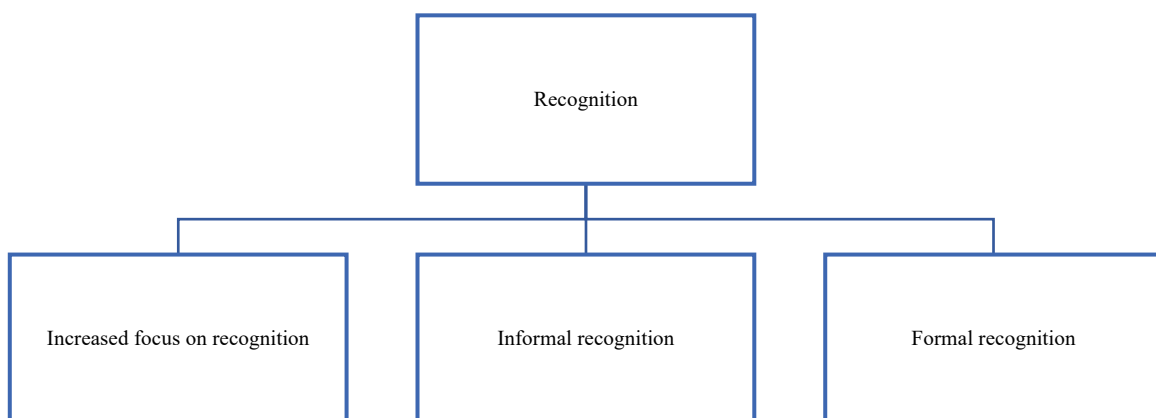 Recognition
Increased focus on recognition
Informal recognition
Formal recognition